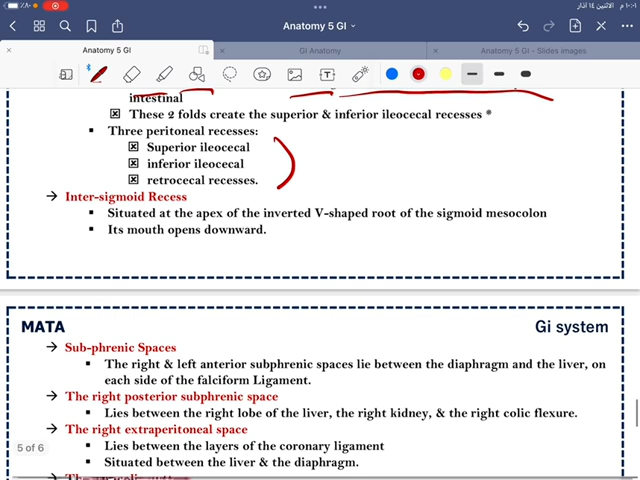 ٪٨٠ ١٠:٠١ م الاثنين ١٤ آذار
Anatomy 5 GI
Anatomy 5 GI
GI Anatomy
Anatomy 5 GI - Slides images
intestinal
These 2 folds create the superior & inferior ileocecal recesses *
Three peritoneal recesses:
Superior ileocecal
inferior ileocecal
retrocecal recesses.
→ Inter-sigmoid Recess
Situated at the apex of the inverted V-shaped root of the sigmoid mesocolon
Its mouth opens downward.
MATA Gi system
→ Sub-phrenic Spaces
The right & left anterior subphrenic spaces lie between the diaphragm and the liver, on
each side of the falciform Ligament.
→ The right posterior subphrenic space
Lies between the right lobe of the liver, the right kidney, & the right colic flexure.
→ The right extraperitoneal space
Lies between the layers of the coronary ligament
5 of 6
Situated between the liver & the diaphragm.